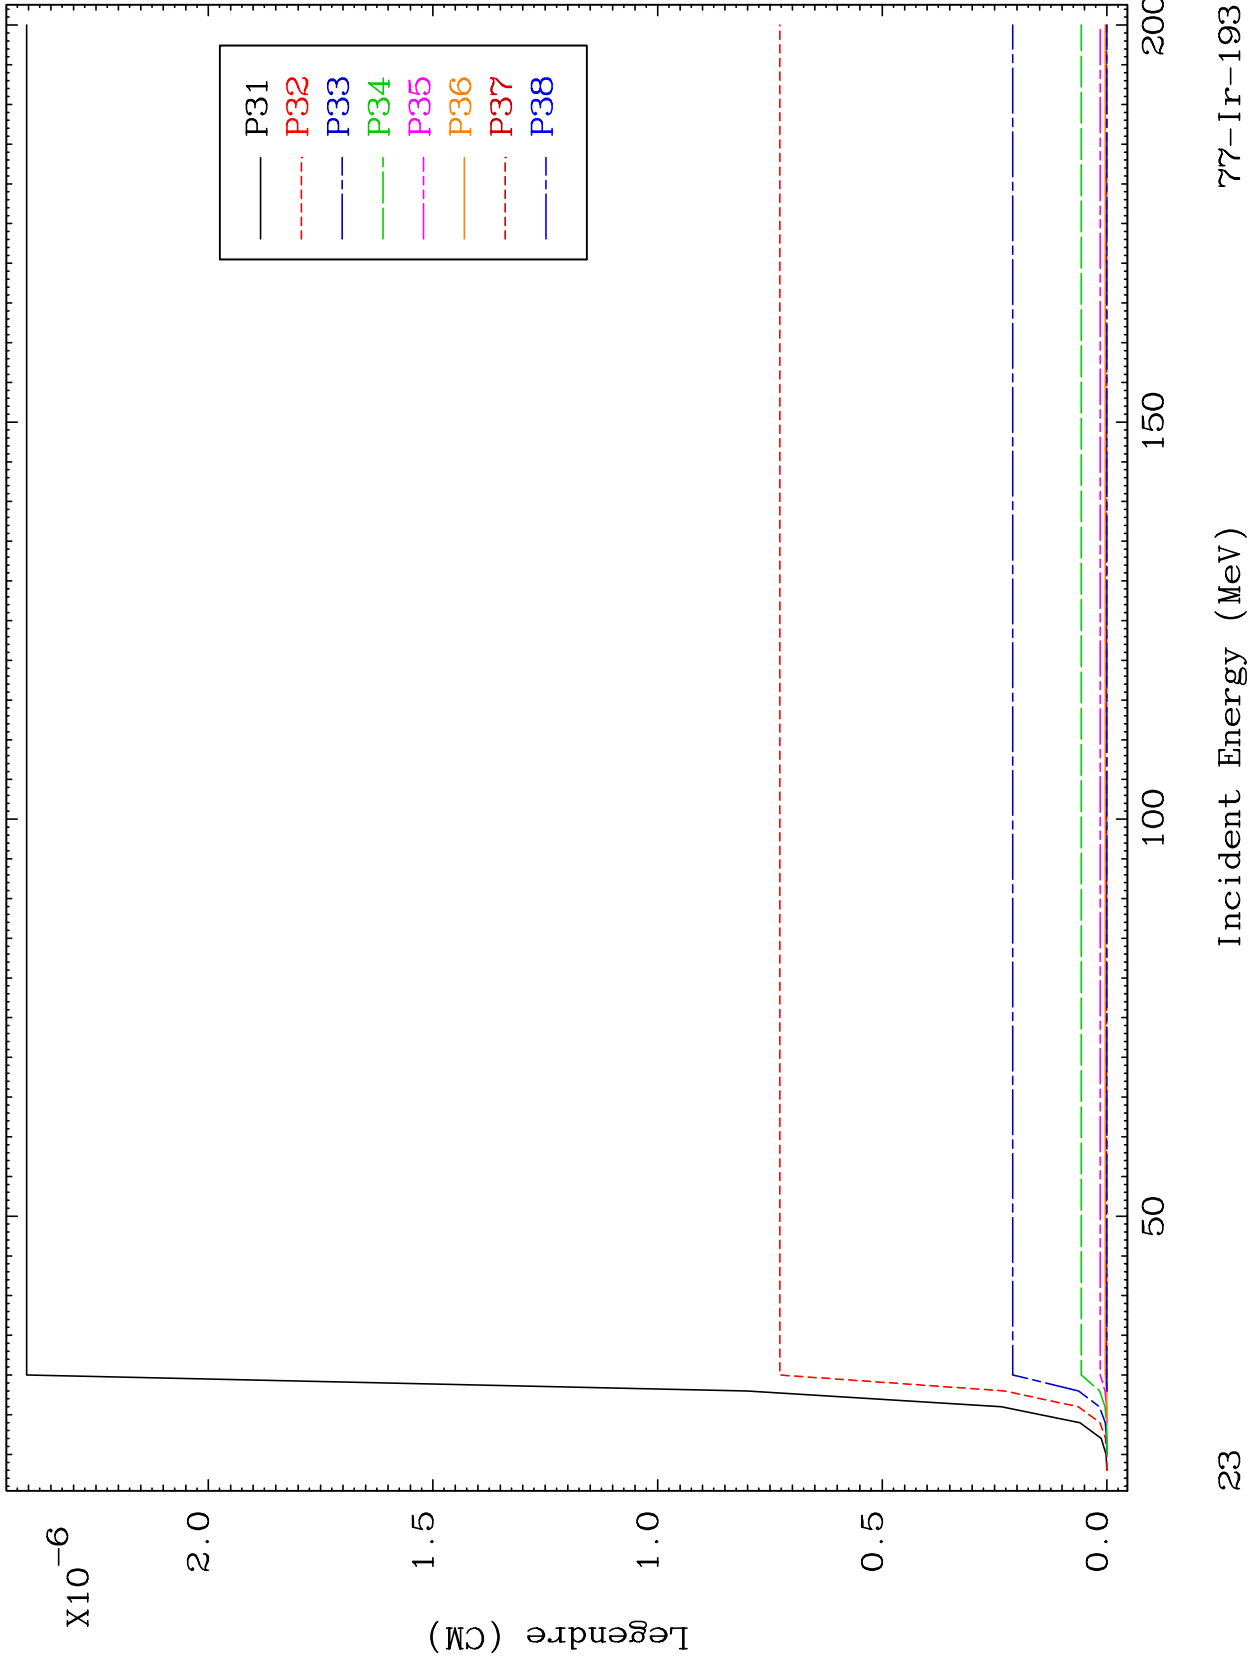 X10-6
2.0
1.5
1.0
0.5
0.0
Legendre (CM)
P31
P32
P33
P34
P35
P36
P37
P38
50
100
150
200
Incident Energy (MeV)
23
77-Ir-193